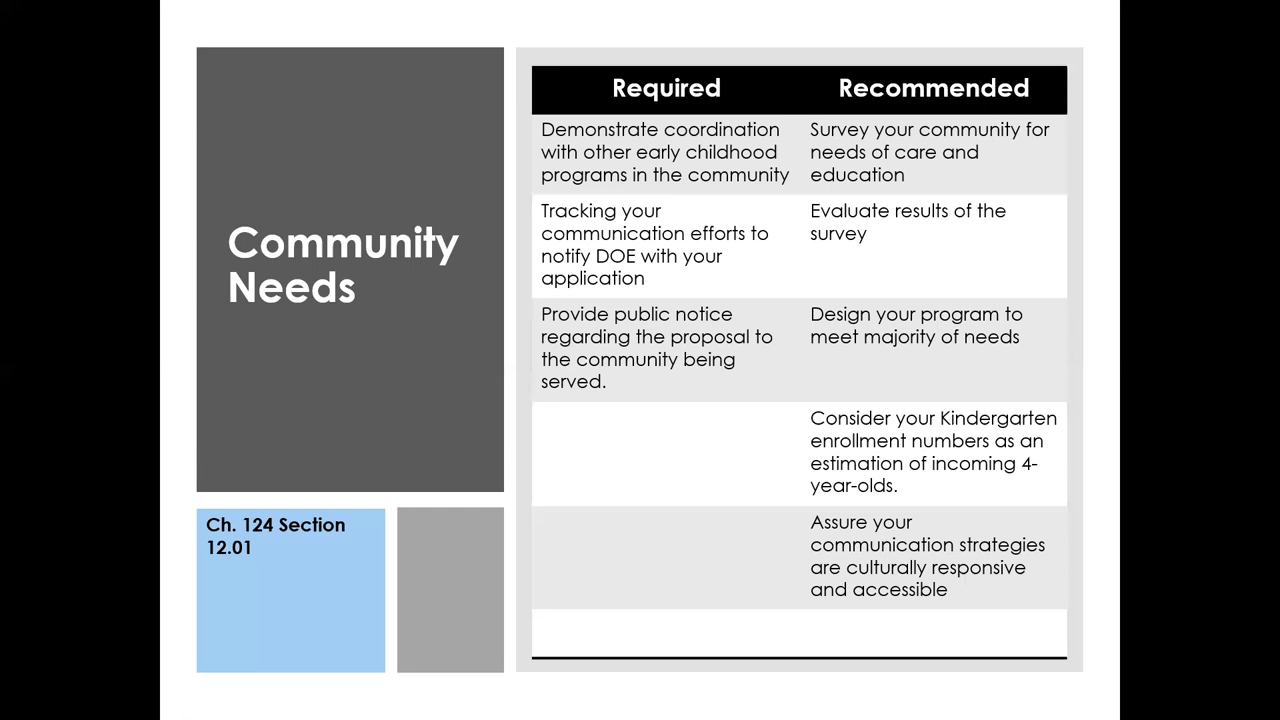 Community
Needs
Ch. 124 Section
12.01
Required
Recommended
Demonstrate coordination
with other early childhood
programs in the community
Survey your community for
needs of care and
education
Tracking your
communication efforts to
notify DOE with your
application
Evaluate results of the
survey
Provide public notice
regarding the proposal to
the community being
served.
Design your program to
meet majority of needs
Consider your Kindergarten
enrollment numbers as an
estimation of incoming 4-
year-olds.
Assure your
communication strategies
are culturally responsive
and accessible